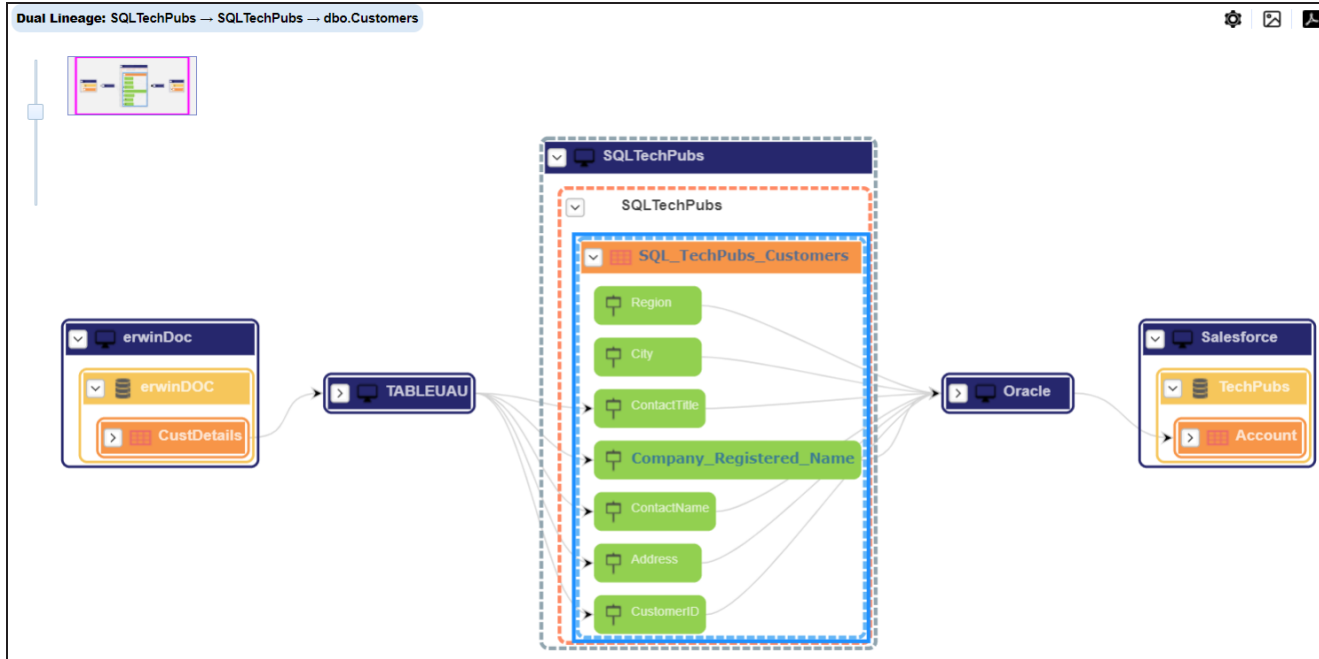 Dual Lineage: SQLTechPubs → SQLTechPubs → dbo.Customers
SQLTechPubs
SQLTechPubs
SQL_TechPubs_Customers
Region
City
ContactTitle
Company_Registered_Name
ContactName
Address
CustomerID
erwinDoc
erwinDOC
CustDetails
TABLEUAU
Oracle
Salesforce
TechPubs
Account